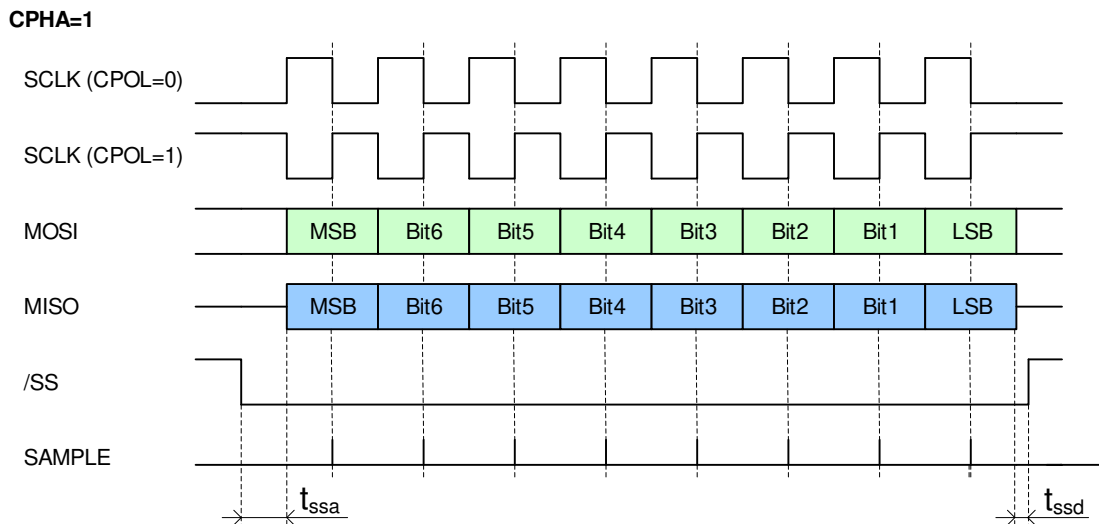 CPHA=1
SCLK (CPOL=0)
SCLK (CPOL=1)
MOSI MSB Bit6 Bit5 Bit4 Bit3 Bit2 Bit1 LSB
MISO MSB Bit6 Bit5 Bit4 Bit3 Bit2 Bit1 LSB
/SS
SAMPLE
tssa tssd